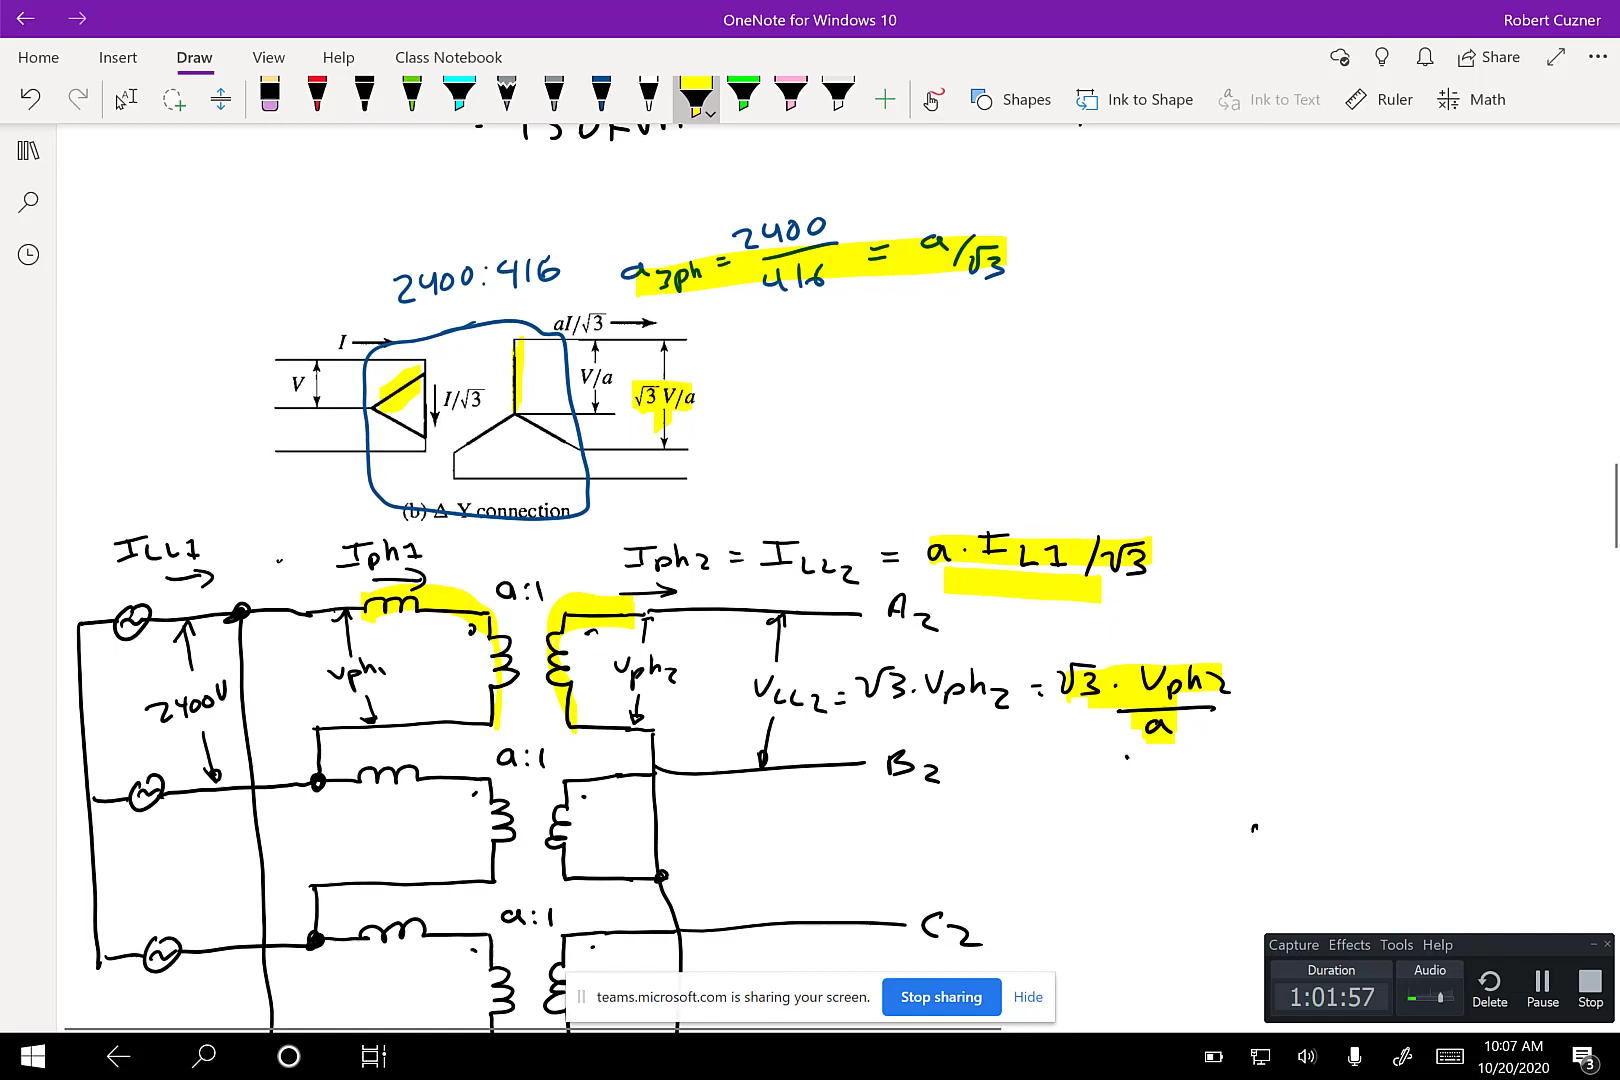 OneNote for Windows 10
Robert Cuzner
Home Insert Draw View Help Class Notebook
Share
Shapes Ink to Shape Ink to Text Ruler Math
2400:416 a3ph = 2400/416 = a/√3
I
aI/√3
V
I/√3
V/a
√3 V/a
(b) Δ-Y connection
ILL1 Iph1 Iph2 = ILL2 = a · IL1/√3
a:1
A2
2400V
Vph1
Vph2
VLL2 = √3 · Vph2 = √3 · Vph2/a
a:1
B2
a:1
C2
Capture Effects Tools Help
Duration
Audio
1:01:57
Delete Pause Stop
teams.microsoft.com is sharing your screen. Stop sharing Hide
10:07 AM
10/20/2020
3